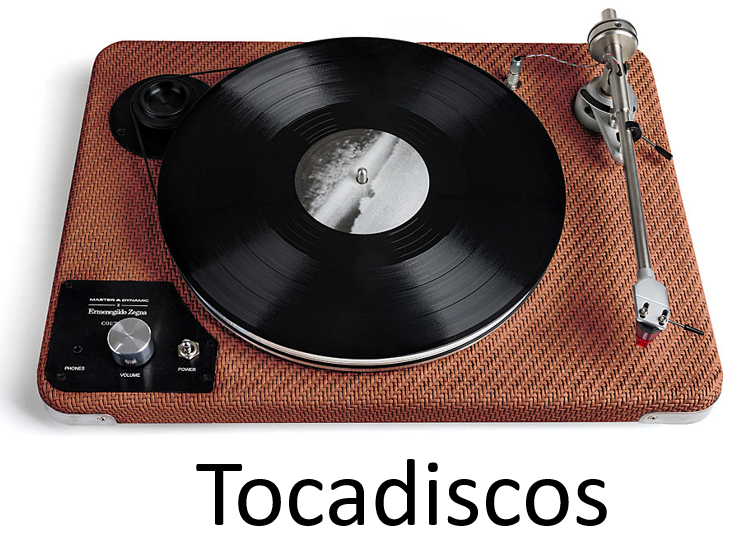 MASTER & DYNAMIC
x
Ermenegildo Zegna
PHONES
VOLUME
POWER
Tocadiscos